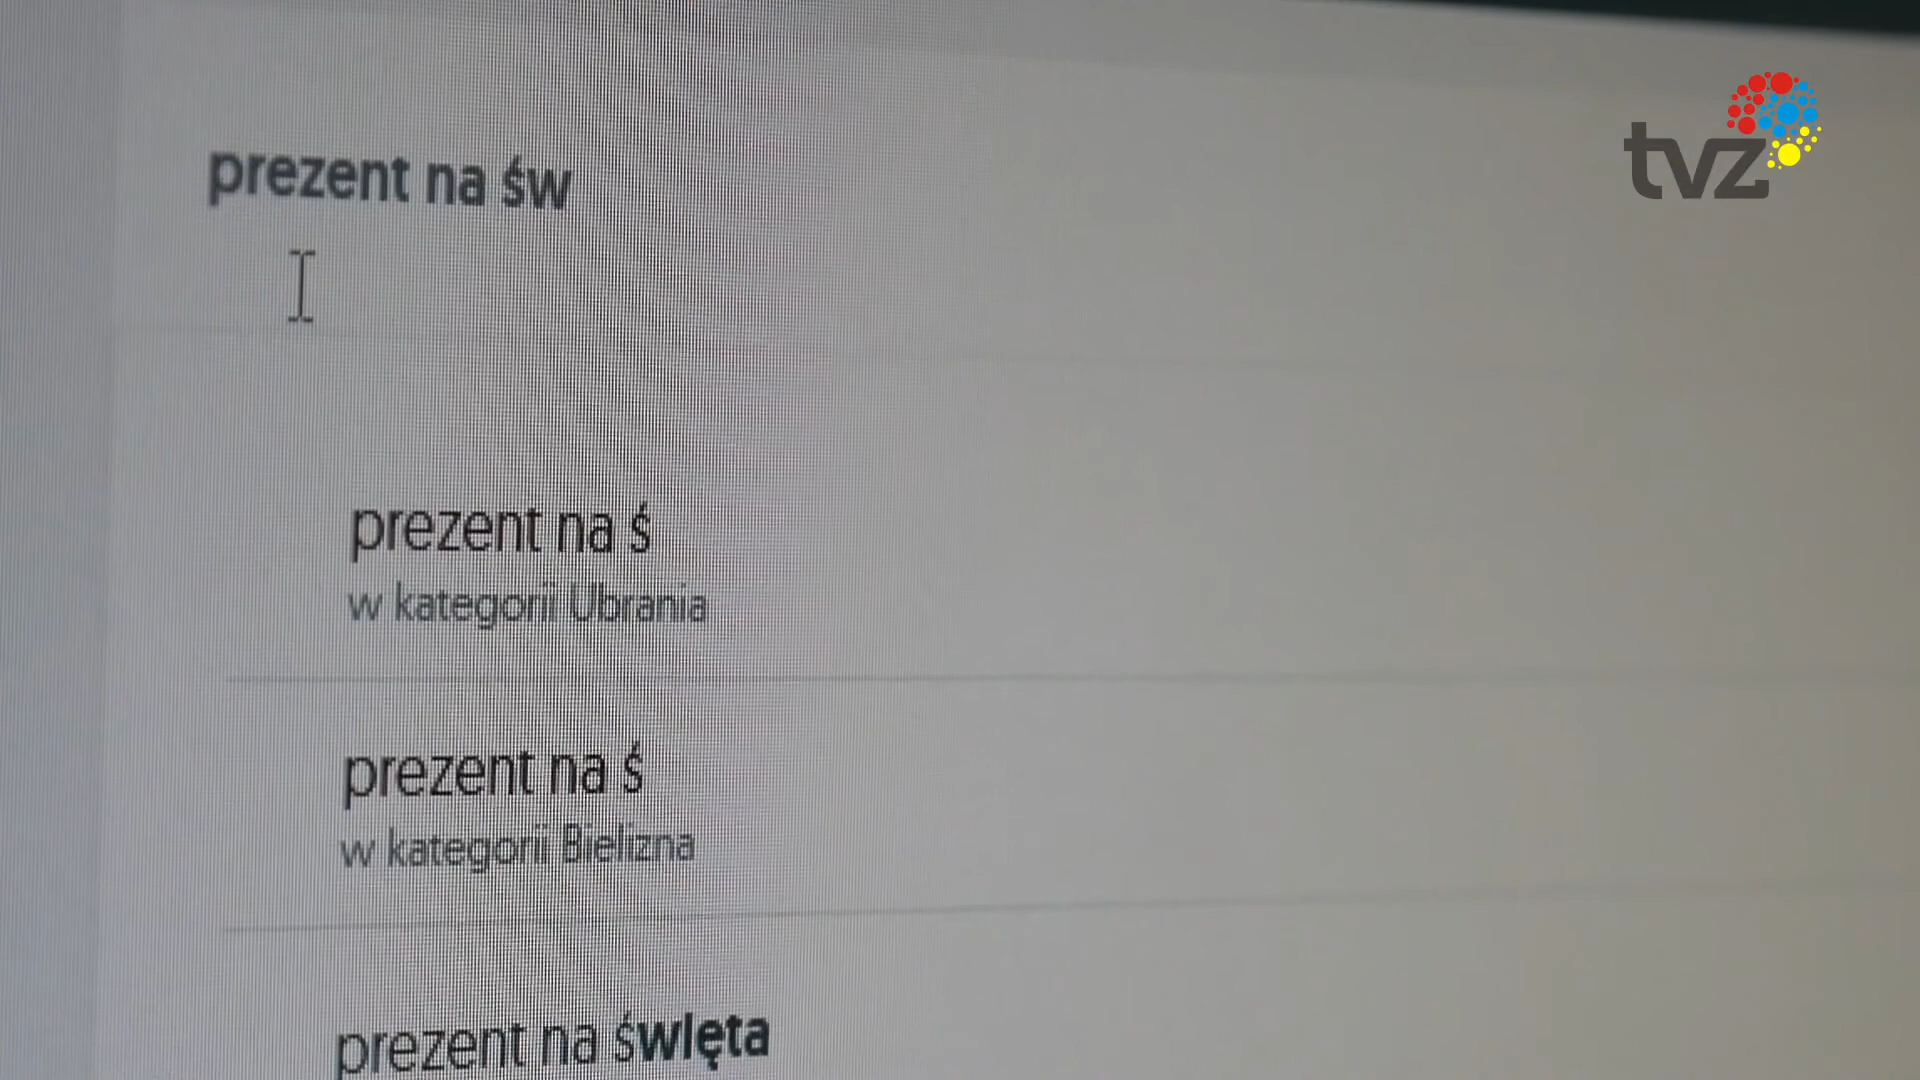 prezent na św
tvz
prezent na ś
w kategorii Ubrania
prezent na ś
w kategorii Bielizna
prezent na święta